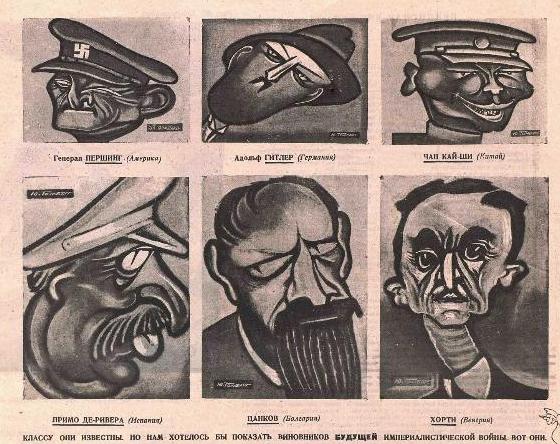 Генерал ПЕРШИНГ (Америка)
Адольф ГИТЛЕР (Германия)
ЧАН КАЙ-ШИ (Китай)
ПРИМО ДЕ-РИВЕРА (Испания)
ЦАНКОВ (Болгария)
ХОРТИ (Венгрия)
КЛАССУ ОНИ ИЗВЕСТНЫ. НО НАМ ХОТЕЛОСЬ БЫ ПОКАЗАТЬ ВИНОВНИКОВ БУДУЩЕЙ ИМПЕРИАЛИСТИЧЕСКОЙ ВОЙНЫ. ВОТ